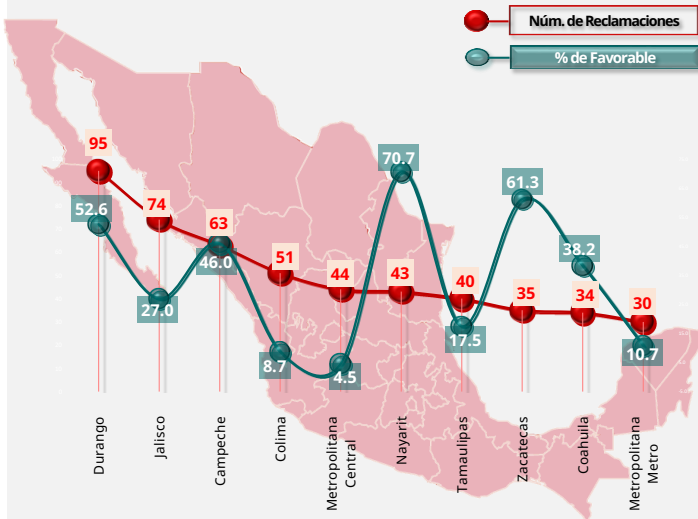 Núm. de Reclamaciones
% de Favorable
95
74
63
51
44
43
40
35
34
30
52.6
27.0
46.0
8.7
4.5
70.7
17.5
61.3
38.2
10.7
Durango
Jalisco
Campeche
Colima
Metropolitana
Central
Nayarit
Tamaulipas
Zacatecas
Coahuila
Metropolitana
Metro